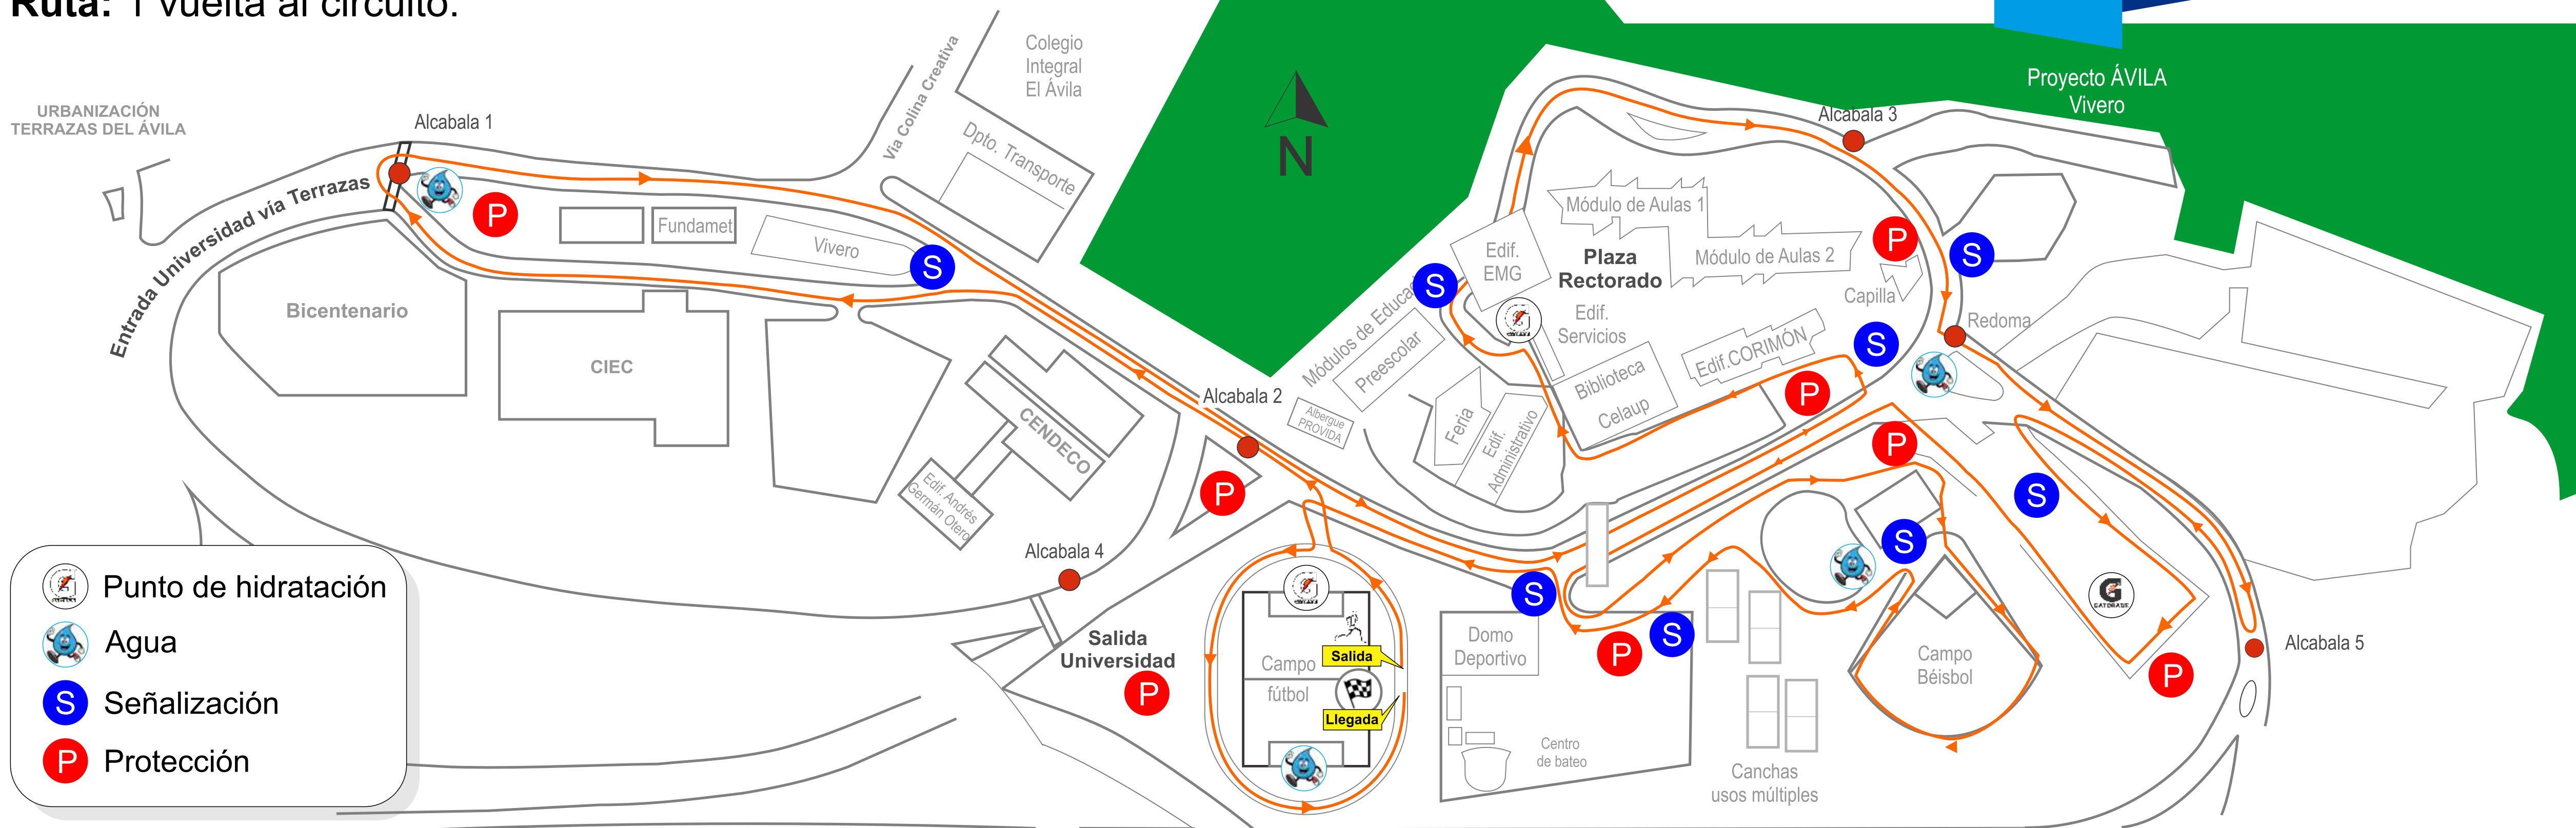 Ruta: 1 vuelta al circuito.
URBANIZACIÓN
TERRAZAS DEL ÁVILA
Alcabala 1
Entrada Universidad vía Terrazas
P
Fundamet
Vivero
S
Vía Colina Creativa
Colegio
Integral
El Ávila
Dpto. Transporte
N
Bicentenario
CIEC
CENDECO
Edif. Andrés
Germán Otero
Alcabala 2
P
Alcabala 4
Salida
Universidad
P
Albergue
PROVIDA
Preescolar
S
Edif.
EMG
Módulo de Aulas 1
Plaza
Rectorado
Módulo de Aulas 2
Edif.
Servicios
Biblioteca
Celaup
Edif.CORIMÓN
Feria
Edif.
Administrativo
Alcabala 3
Proyecto ÁVILA
Vivero
P
S
Capilla
Redoma
S
P
P
S
S
S
S
P
Domo
Deportivo
Campo
fútbol
Salida
Llegada
Centro
de bateo
Canchas
usos múltiples
Campo
Béisbol
G
GATORADE
P
Alcabala 5
Punto de hidratación
Agua
S Señalización
P Protección